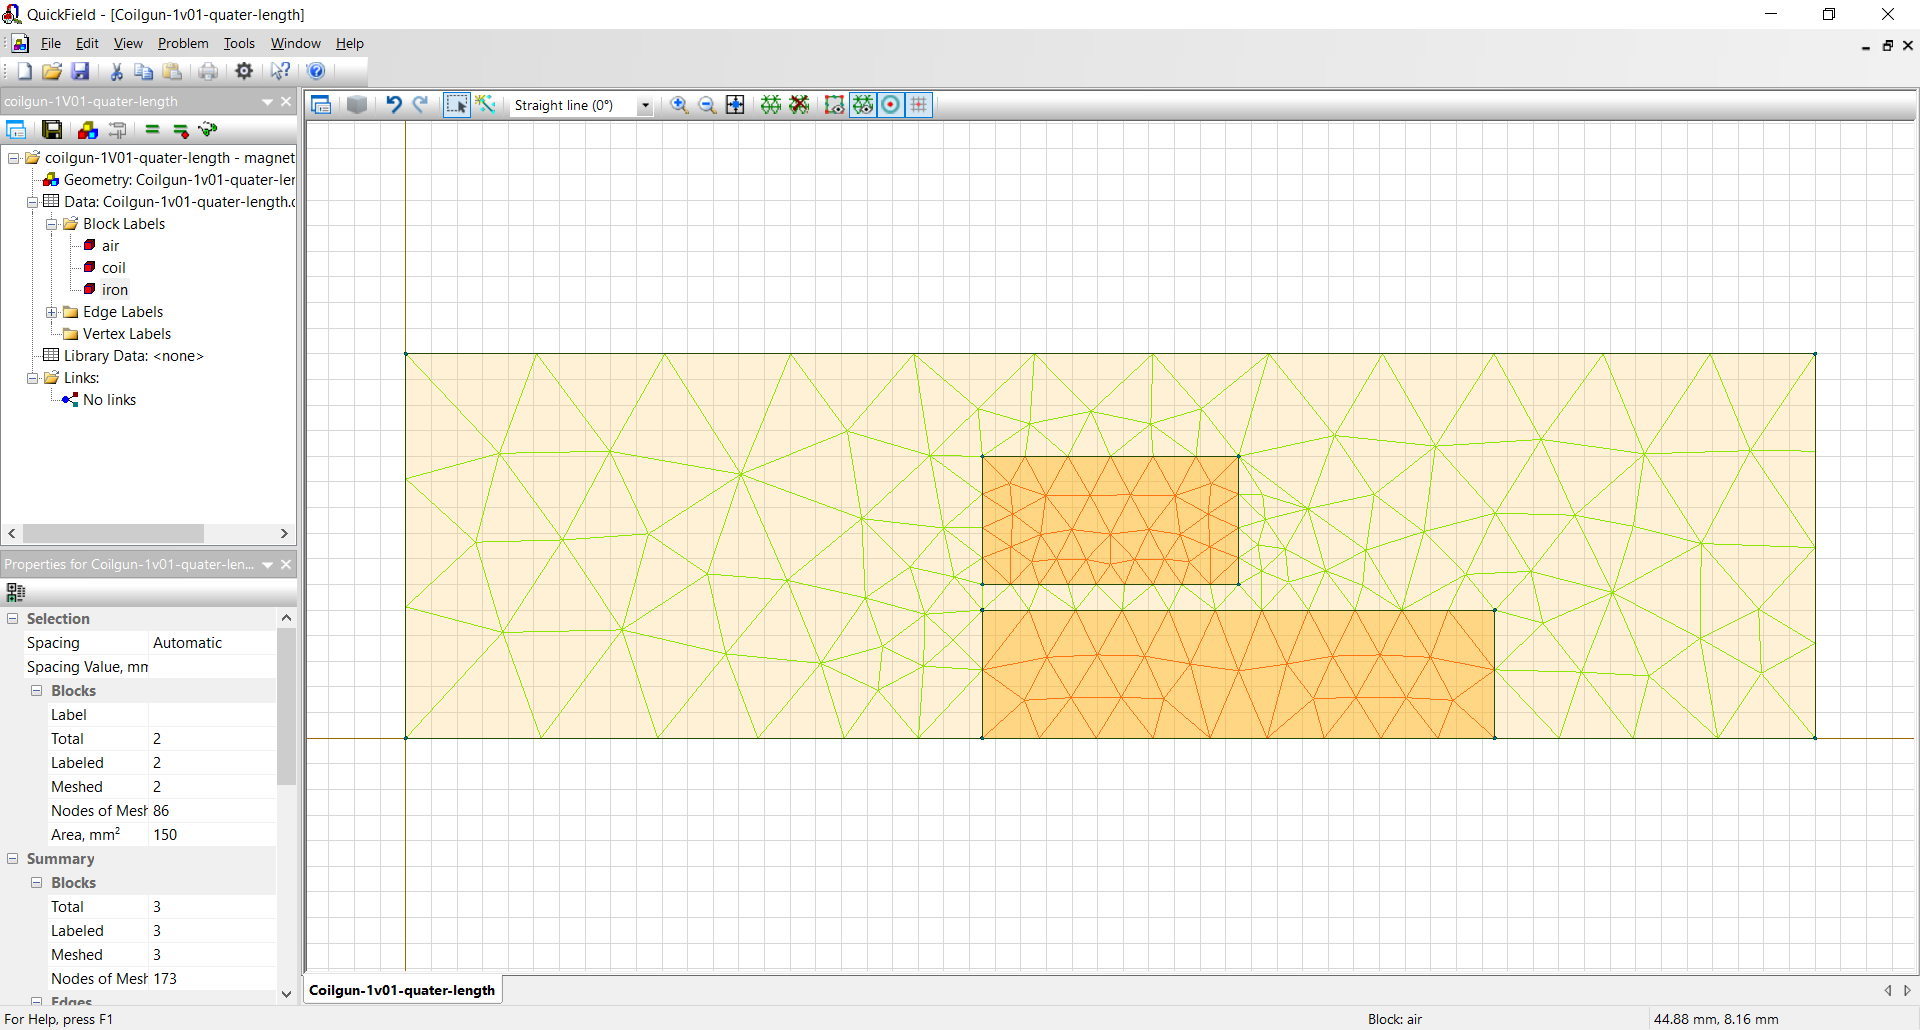 QuickField - [Coilgun-1v01-quater-length]
File Edit View Problem Tools Window Help
coilgun-1V01-quater-length
Straight line (0°)
coilgun-1V01-quater-length - magnet
Geometry: Coilgun-1v01-quater-ler
Data: Coilgun-1v01-quater-length.
Block Labels
air
coil
iron
Edge Labels
Vertex Labels
Library Data: <none>
Links:
No links
Properties for Coilgun-1v01-quater-len...
Selection
Spacing Automatic
Spacing Value, mm
Blocks
Label
Total 2
Labeled 2
Meshed 2
Nodes of Mesh 86
Area, mm² 150
Summary
Blocks
Total 3
Labeled 3
Meshed 3
Nodes of Mesh 173
Edges
Coilgun-1v01-quater-length
For Help, press F1
Block: air
44.88 mm, 8.16 mm